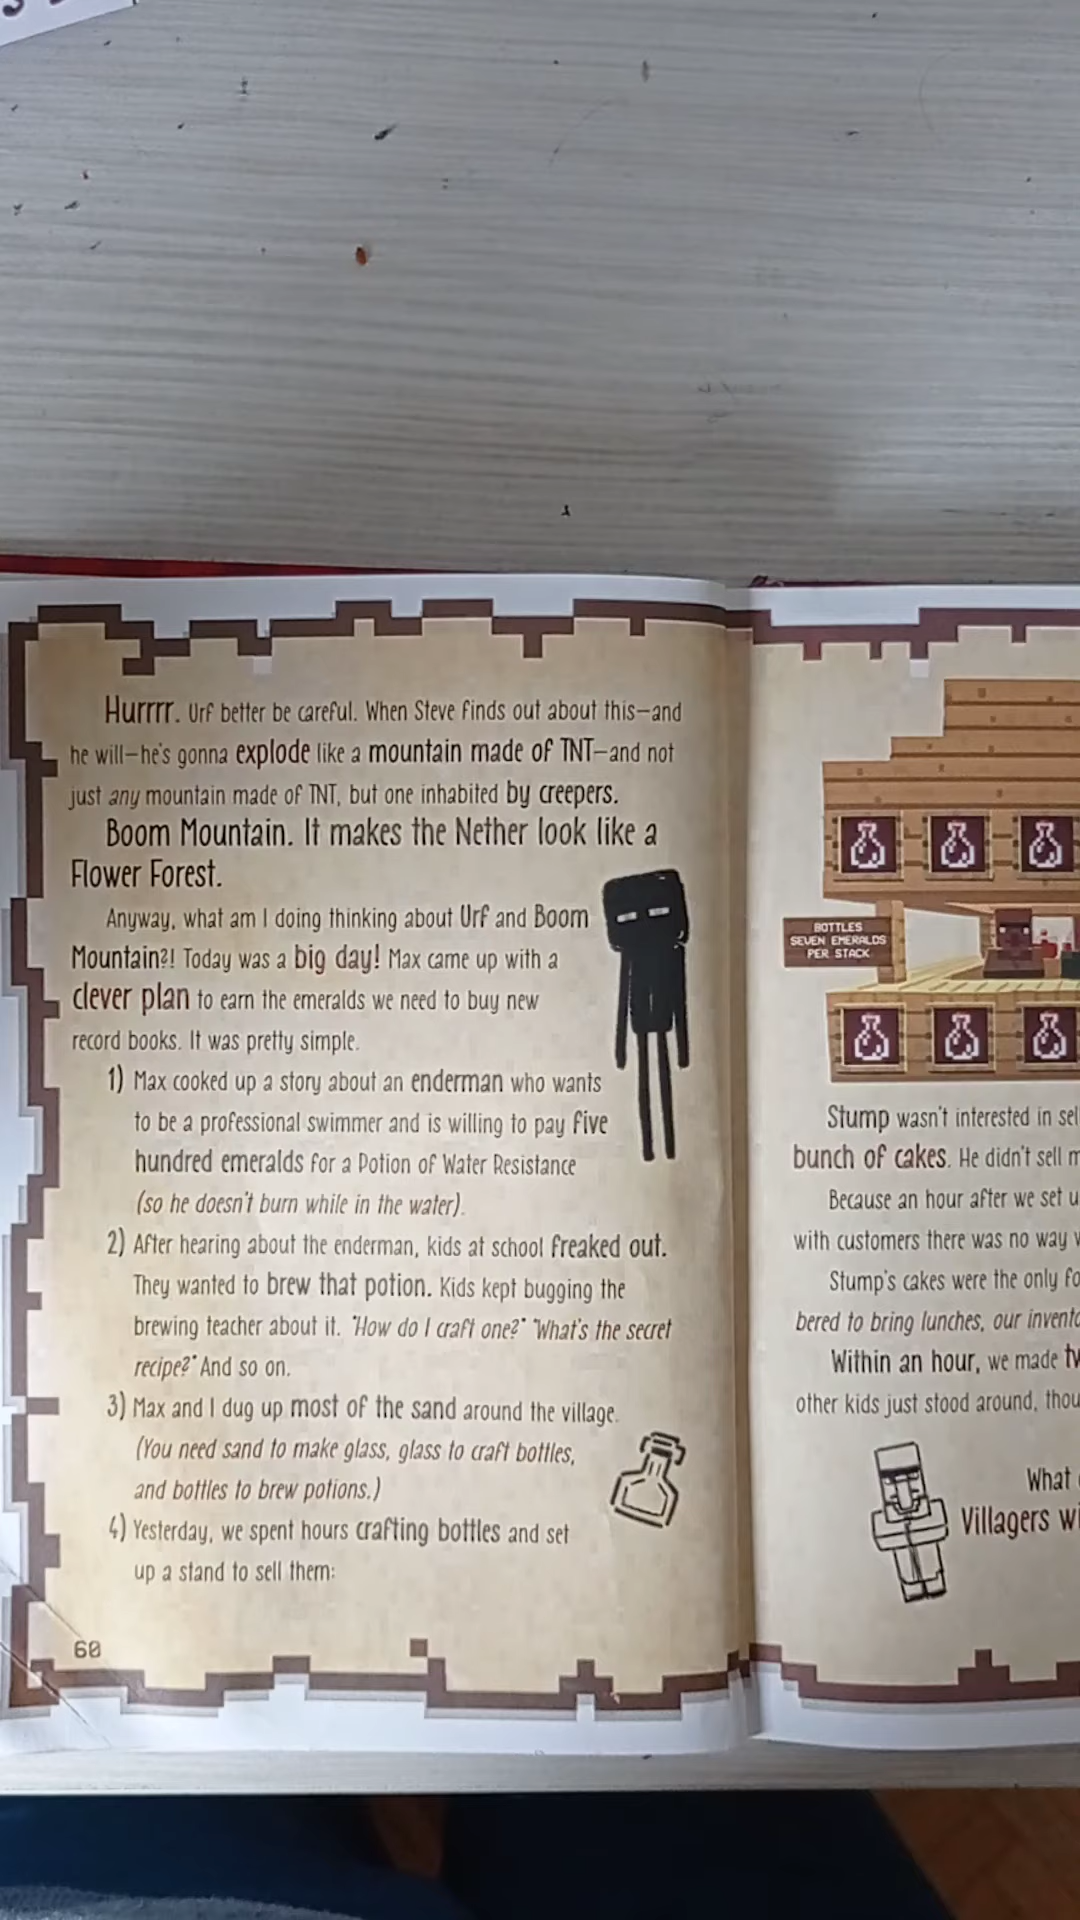 Hurrrr. Urf better be careful. When Steve finds out about this—and
he will—he's gonna explode like a mountain made of TNT—and not
just any mountain made of TNT, but one inhabited by creepers.
Boom Mountain. It makes the Nether look like a
Flower Forest.
Anyway, what am I doing thinking about Urf and Boom
Mountain?! Today was a big day! Max came up with a
clever plan to earn the emeralds we need to buy new
record books. It was pretty simple.
1) Max cooked up a story about an enderman who wants
to be a professional swimmer and is willing to pay five
hundred emeralds for a Potion of Water Resistance
(so he doesn't burn while in the water).
2) After hearing about the enderman, kids at school freaked out.
They wanted to brew that potion. Kids kept bugging the
brewing teacher about it. "How do I craft one?" "What's the secret
recipe?" And so on.
3) Max and I dug up most of the sand around the village.
(You need sand to make glass, glass to craft bottles,
and bottles to brew potions.)
4) Yesterday, we spent hours crafting bottles and set
up a stand to sell them:
60
BOTTLES
SEVEN EMERALDS
PER STACK
Stump wasn't interested in sel
bunch of cakes. He didn't sell m
Because an hour after we set u
with customers there was no way w
Stump's cakes were the only fo
bered to bring lunches, our invento
Within an hour, we made tw
other kids just stood around, thou
What
Villagers wi